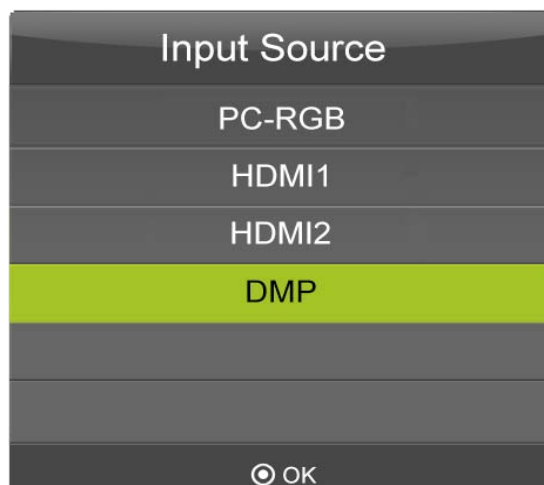 Input Source
PC-RGB
HDMI1
HDMI2
DMP
OK